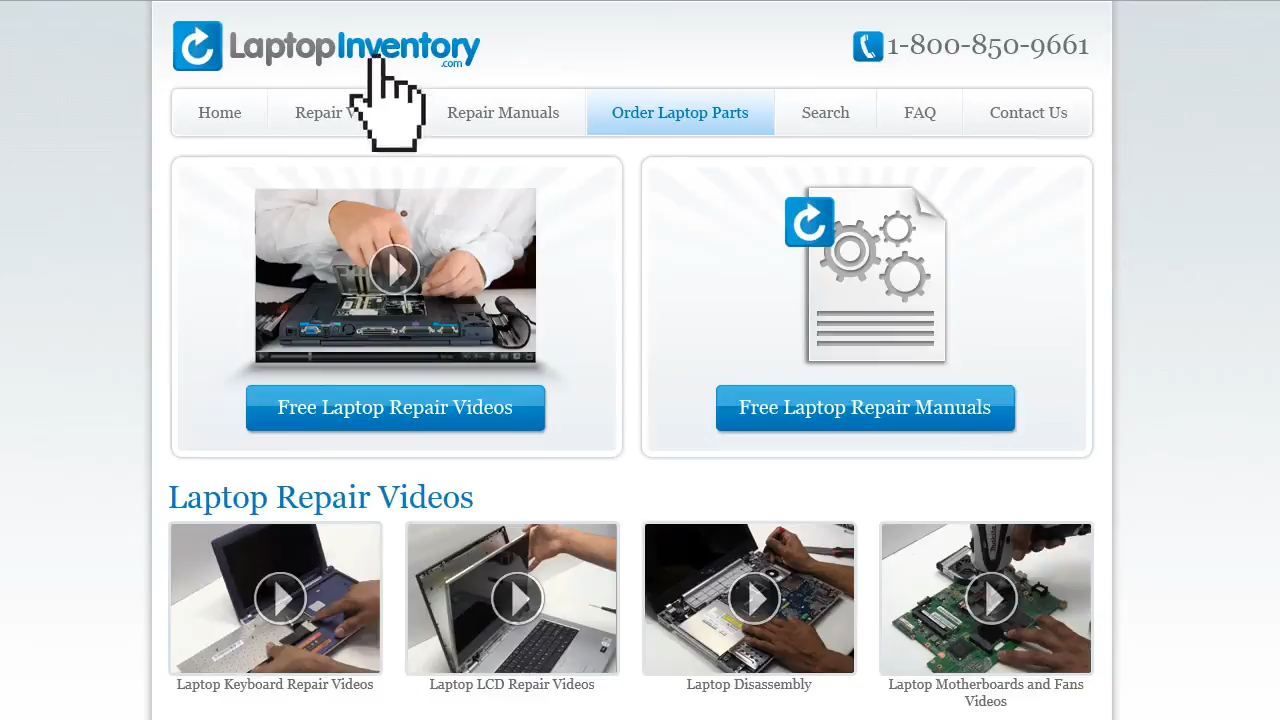 LaptopInventory
.com
1-800-850-9661
Home
Repair V
Repair Manuals
Order Laptop Parts
Search
FAQ
Contact Us
Free Laptop Repair Videos
Free Laptop Repair Manuals
Laptop Repair Videos
Laptop Keyboard Repair Videos
Laptop LCD Repair Videos
Laptop Disassembly
Laptop Motherboards and Fans
Videos